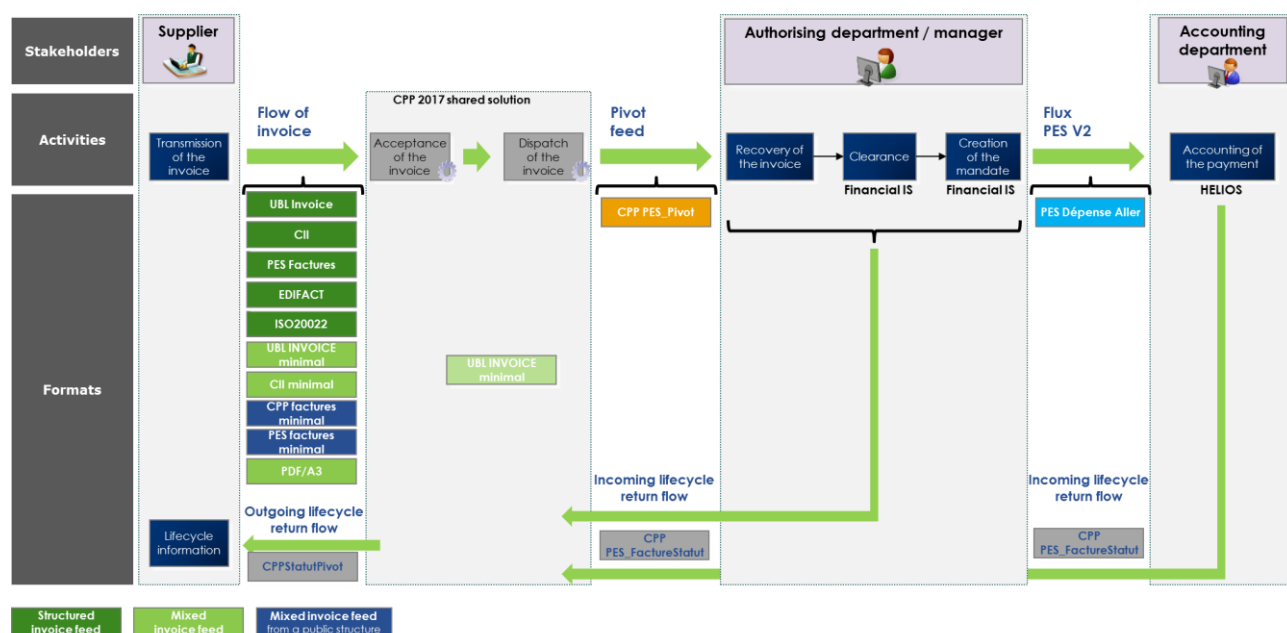 Stakeholders
Supplier
Authorising department / manager
Accounting
department
Activities
CPP 2017 shared solution
Flow of
invoice
Pivot
feed
Flux
PES V2
Transmission
of the
invoice
Acceptance
of the
invoice
Dispatch
of the
invoice
Recovery of
the invoice
Clearance
Creation
of the
mandate
Accounting of
the payment
Financial IS
Financial IS
HELIOS
Formats
UBL Invoice
CII
PES Factures
EDIFACT
ISO20022
UBL INVOICE
minimal
CII minimal
CPP factures
minimal
PES factures
minimal
PDF/A3
UBL INVOICE
minimal
CPP PES_Pivot
PES Dépense Aller
Incoming lifecycle
return flow
Incoming lifecycle
return flow
Outgoing lifecycle
return flow
Lifecycle
information
CPPStatutPivot
CPP
PES_FactureStatut
CPP
PES_FactureStatut
Structured
invoice feed
Mixed
invoice feed
Mixed invoice feed
from a public structure